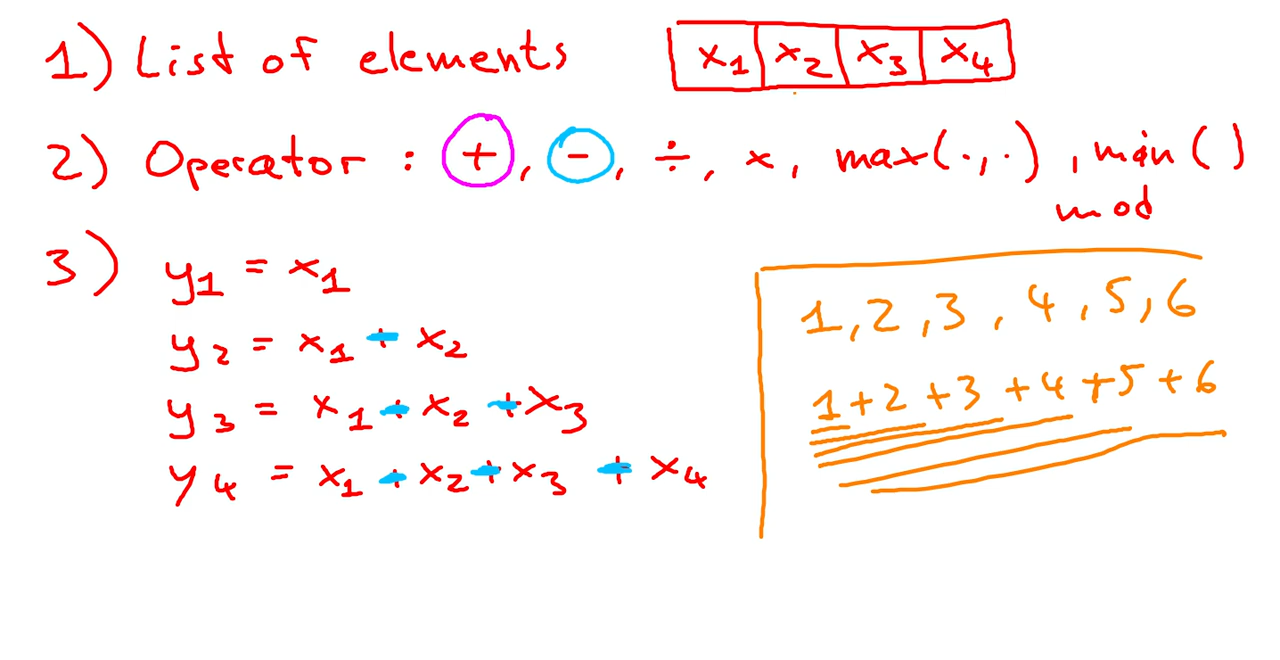 1) List of elements x1 x2 x3 x4
2) Operator : +, -, ÷, x, max(·,·), min()
mod
3) y1 = x1
y2 = x1 + x2
y3 = x1 + x2 + x3
y4 = x1 + x2 + x3 + x4
1, 2, 3, 4, 5, 6
1+2+3+4+5+6